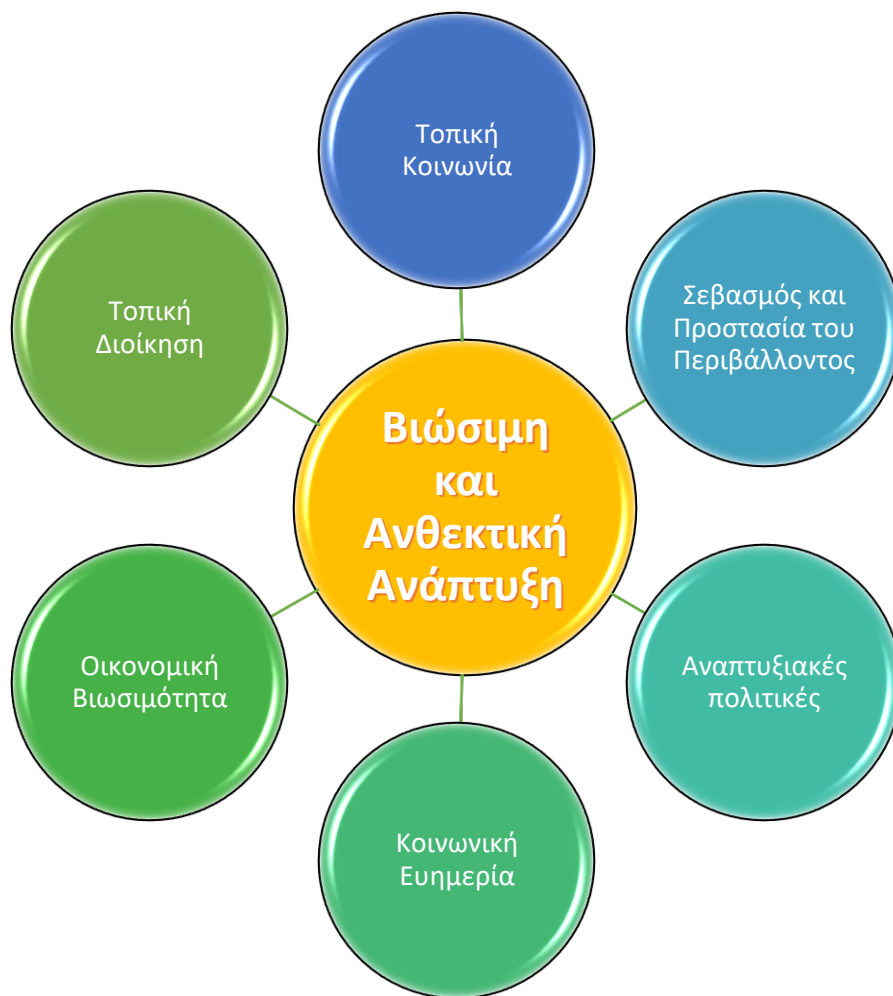 Τοπική
Κοινωνία
Σεβασμός και
Προστασία του
Περιβάλλοντος
Αναπτυξιακές
πολιτικές
Κοινωνική
Ευημερία
Οικονομική
Βιωσιμότητα
Τοπική
Διοίκηση
Βιώσιμη
και
Ανθεκτική
Ανάπτυξη